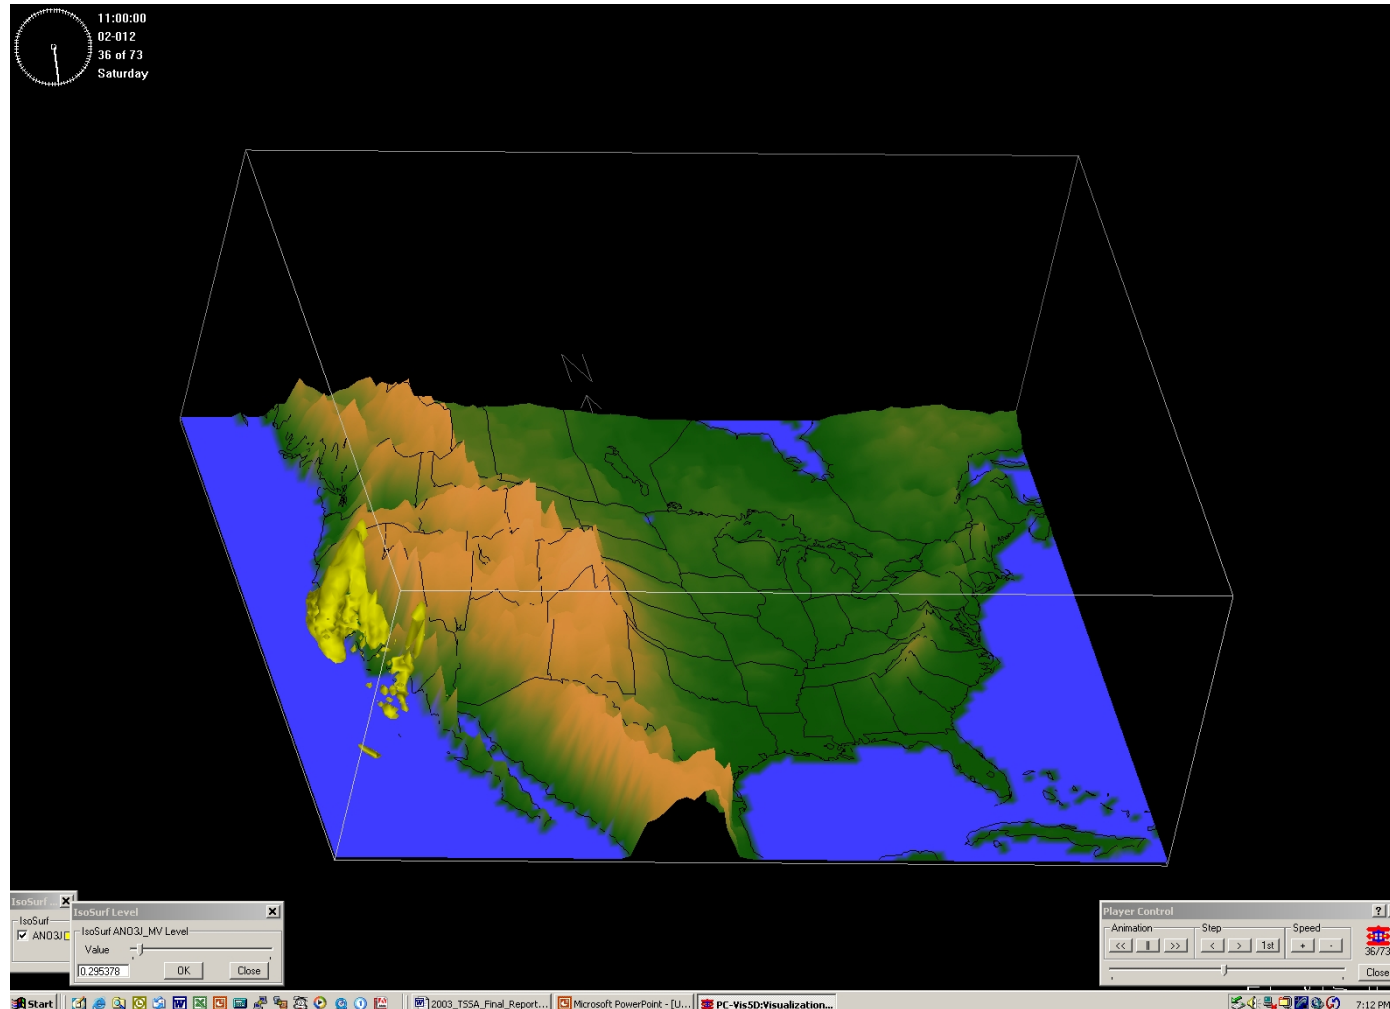 11:00:00
02-012
36 of 73
Saturday
N
IsoSurf ...
IsoSurf
ANO3J
IsoSurf Level
IsoSurf ANO3J_MV Level
Value
0.295378
OK
Close
Player Control
?
Animation
Step
Speed
<<
||
>>
<
>
1st
+
-
36/73
Close
Start
2003_TSSA_Final_Report...
Microsoft PowerPoint - [U...
PC-Vis5D:Visualization...
7:12 PM